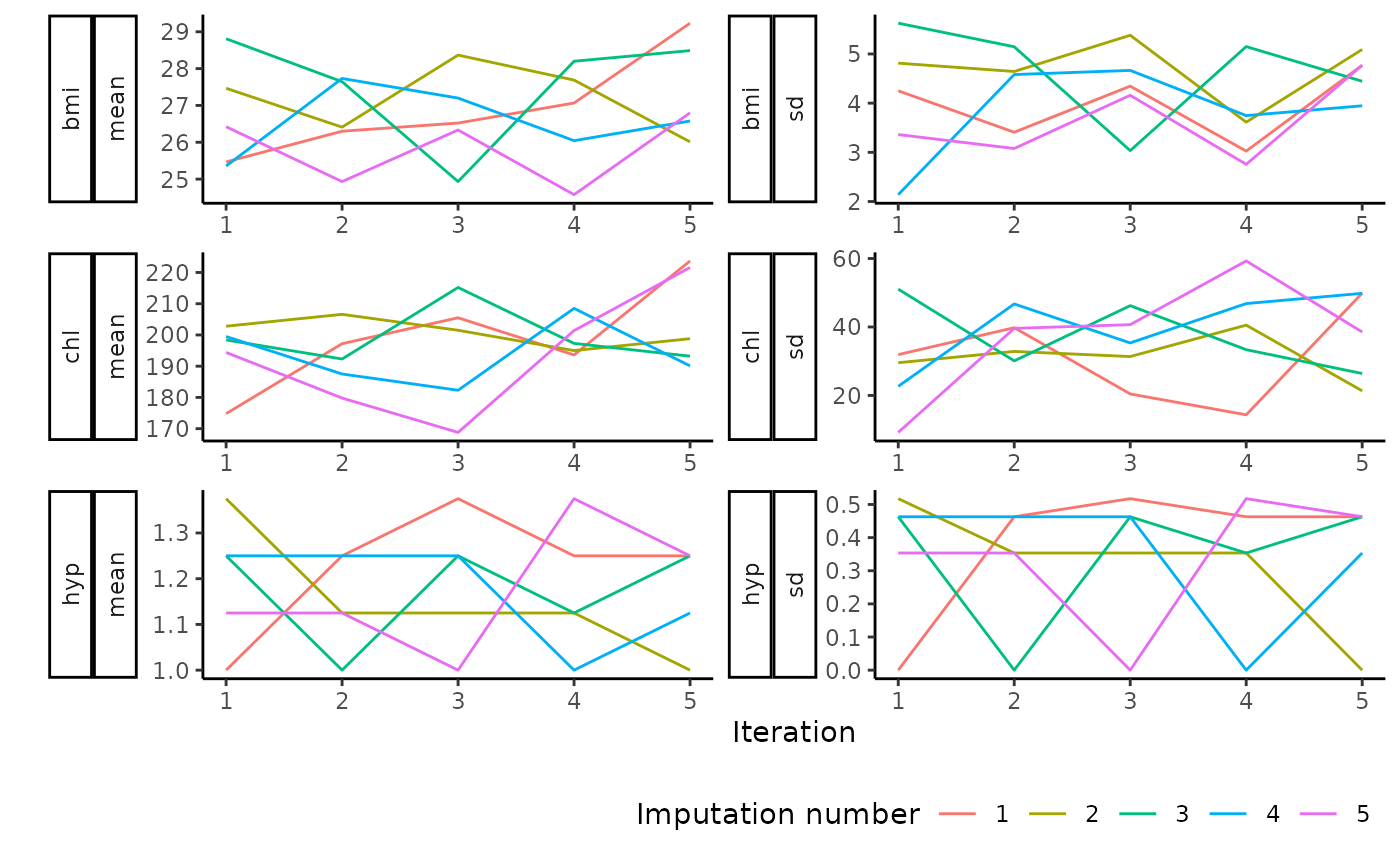 bmi
mean
29
28
27
26
25
1 2 3 4 5
bmi
sd
5
4
3
2
1 2 3 4 5
chl
mean
220
210
200
190
180
170
1 2 3 4 5
chl
sd
60
40
20
1 2 3 4 5
hyp
mean
1.3
1.2
1.1
1.0
1 2 3 4 5
hyp
sd
0.5
0.4
0.3
0.2
0.1
0.0
1 2 3 4 5
Iteration
Imputation number 1 2 3 4 5